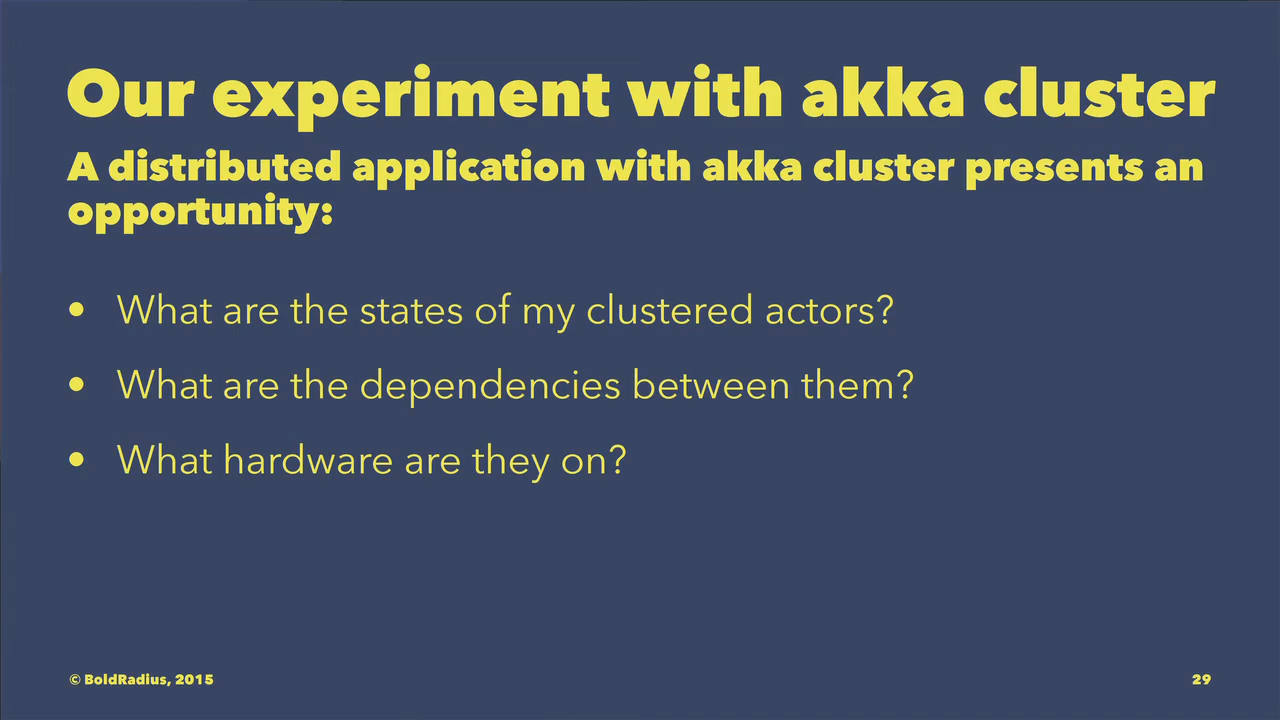 Our experiment with akka cluster
A distributed application with akka cluster presents an
opportunity:
• What are the states of my clustered actors?
• What are the dependencies between them?
• What hardware are they on?
© BoldRadius, 2015
29